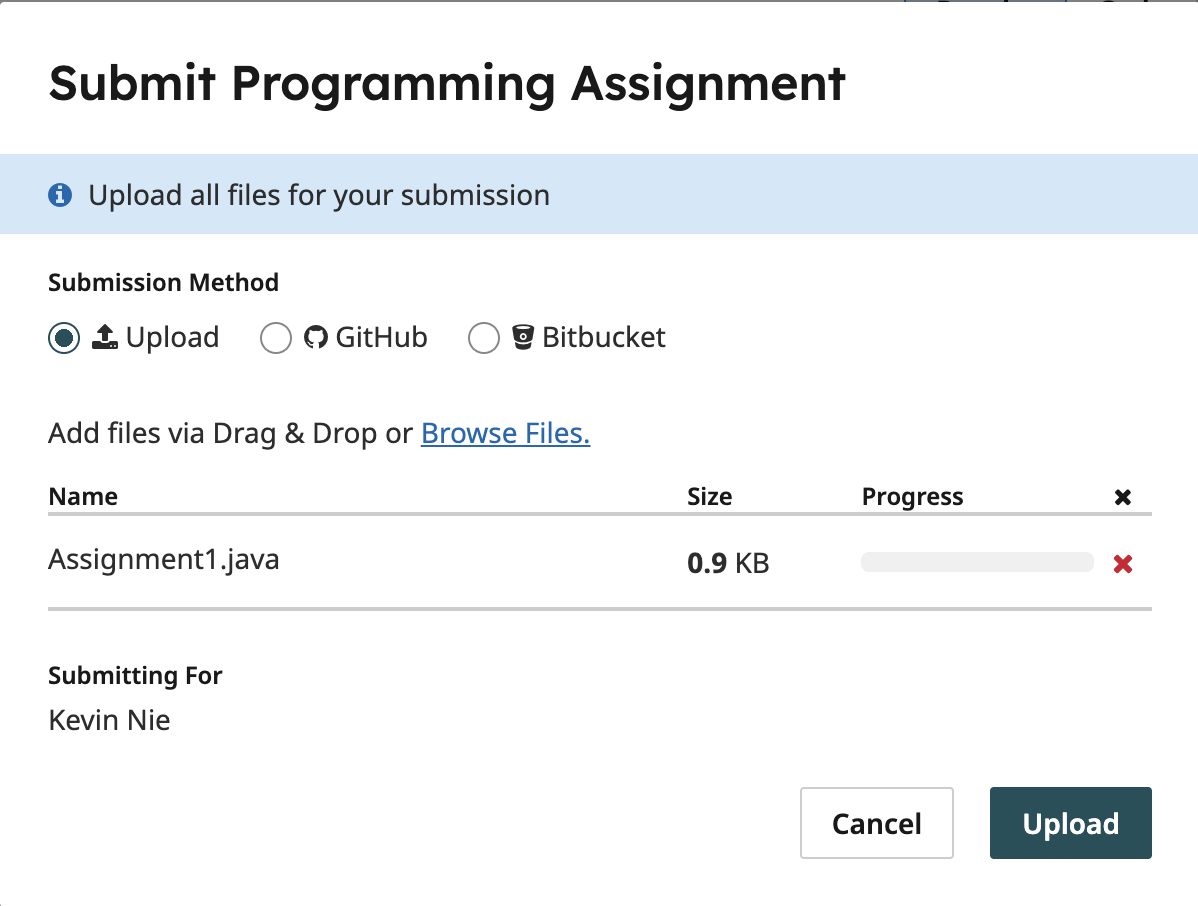 Submit Programming Assignment
Upload all files for your submission
Submission Method
Upload GitHub Bitbucket
Add files via Drag & Drop or Browse Files.
Name Size Progress
Assignment1.java 0.9 KB
Submitting For
Kevin Nie
Cancel Upload